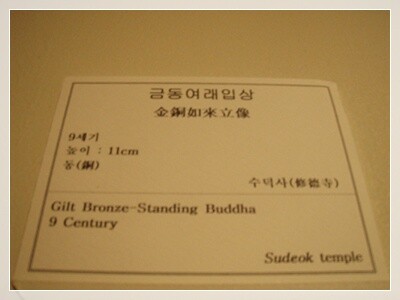 금동여래입상
金銅如來立像
9세기
높이 : 11cm
동(銅)
수덕사(修德寺)
Gilt Bronze-Standing Buddha
9 Century
Sudeok temple